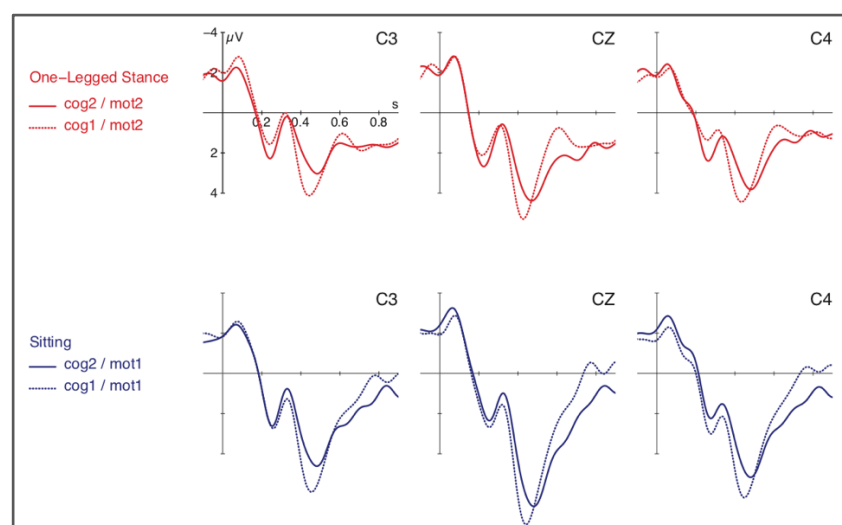 −4
μV
C3
CZ
C4
One−Legged Stance
−2
cog2 / mot2
s
cog1 / mot2
0.2 0.4 0.6 0.8
2
4
C3
CZ
C4
Sitting
cog2 / mot1
cog1 / mot1